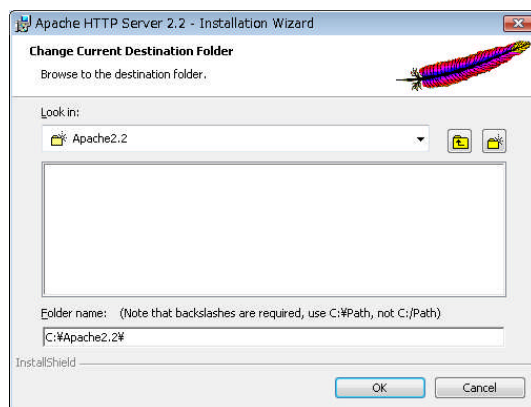 Apache HTTP Server 2.2 - Installation Wizard
Change Current Destination Folder
Browse to the destination folder.
Look in:
Apache2.2
Folder name: (Note that backslashes are required, use C:¥Path, not C:/Path)
C:¥Apache2.2¥
InstallShield
OK Cancel